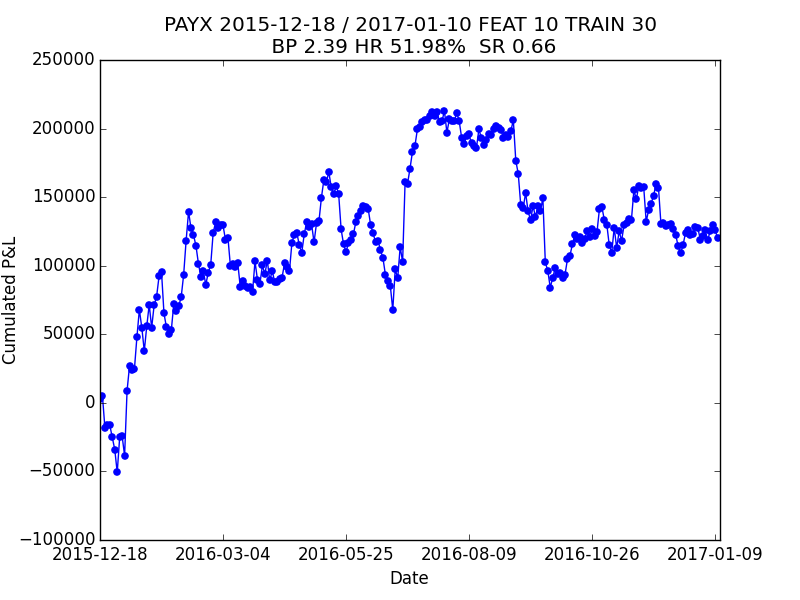 PAYX 2015-12-18 / 2017-01-10 FEAT 10 TRAIN 30
BP 2.39 HR 51.98% SR 0.66
250000
200000
150000
100000
50000
0
−50000
−100000
Cumulated P&L
2015-12-18 2016-03-04 2016-05-25 2016-08-09 2016-10-26 2017-01-09
Date